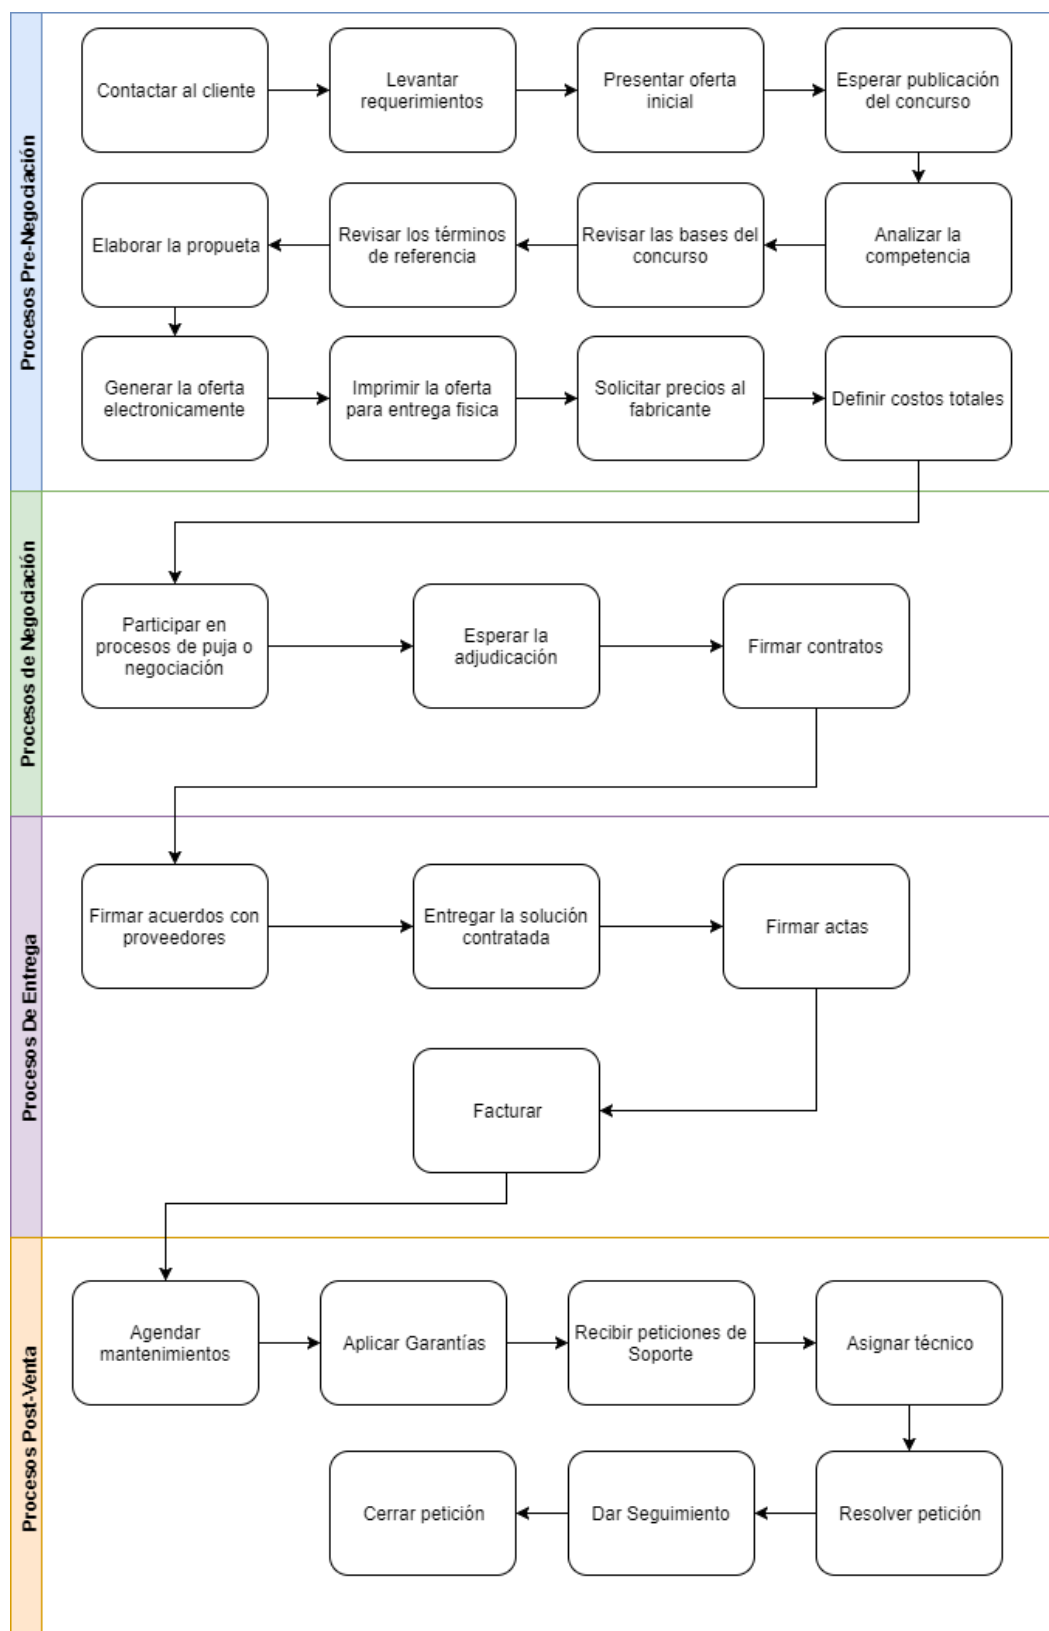 Procesos Pre-Negociación
Contactar al cliente
Levantar
requerimientos
Presentar oferta
inicial
Esperar publicación
del concurso
Elaborar la propueta
Revisar los términos
de referencia
Revisar las bases del
concurso
Analizar la
competencia
Generar la oferta
electronicamente
Imprimir la oferta
para entrega fisica
Solicitar precios al
fabricante
Definir costos totales
Procesos de Negociación
Participar en
procesos de puja o
negociación
Esperar la
adjudicación
Firmar contratos
Procesos De Entrega
Firmar acuerdos con
proveedores
Entregar la solución
contratada
Firmar actas
Facturar
Procesos Post-Venta
Agendar
mantenimientos
Aplicar Garantías
Recibir peticiones de
Soporte
Asignar técnico
Cerrar petición
Dar Seguimiento
Resolver petición